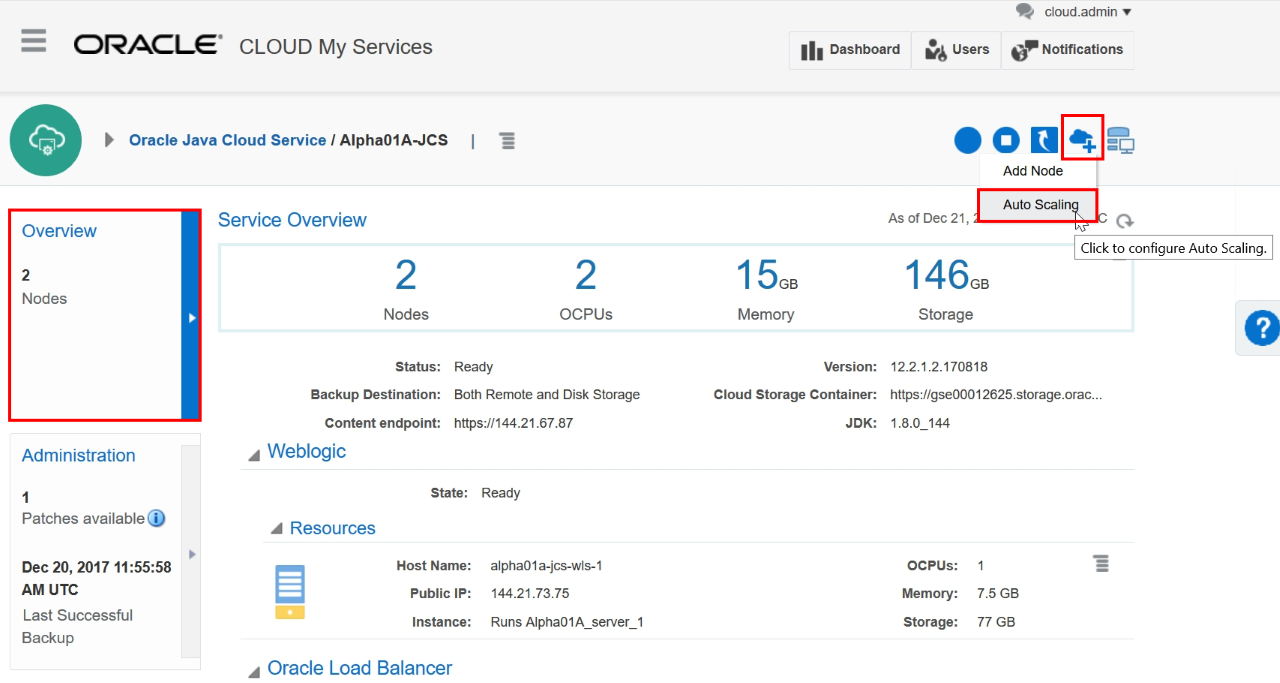 cloud.admin
ORACLE CLOUD My Services
Dashboard Users Notifications
Oracle Java Cloud Service / Alpha01A-JCS |
Add Node
Auto Scaling
Click to configure Auto Scaling.
Overview
2
Nodes
Service Overview
As of Dec 21,
2 2 15GB 146GB
Nodes OCPUs Memory Storage
?
Status: Ready Version: 12.2.1.2.170818
Backup Destination: Both Remote and Disk Storage Cloud Storage Container: https://gse00012625.storage.orac...
Content endpoint: https://144.21.67.87 JDK: 1.8.0_144
Weblogic
State: Ready
Resources
Host Name: alpha01a-jcs-wls-1 OCPUs: 1
Public IP: 144.21.73.75 Memory: 7.5 GB
Instance: Runs Alpha01A_server_1 Storage: 77 GB
Oracle Load Balancer
Administration
1
Patches available
Dec 20, 2017 11:55:58
AM UTC
Last Successful
Backup